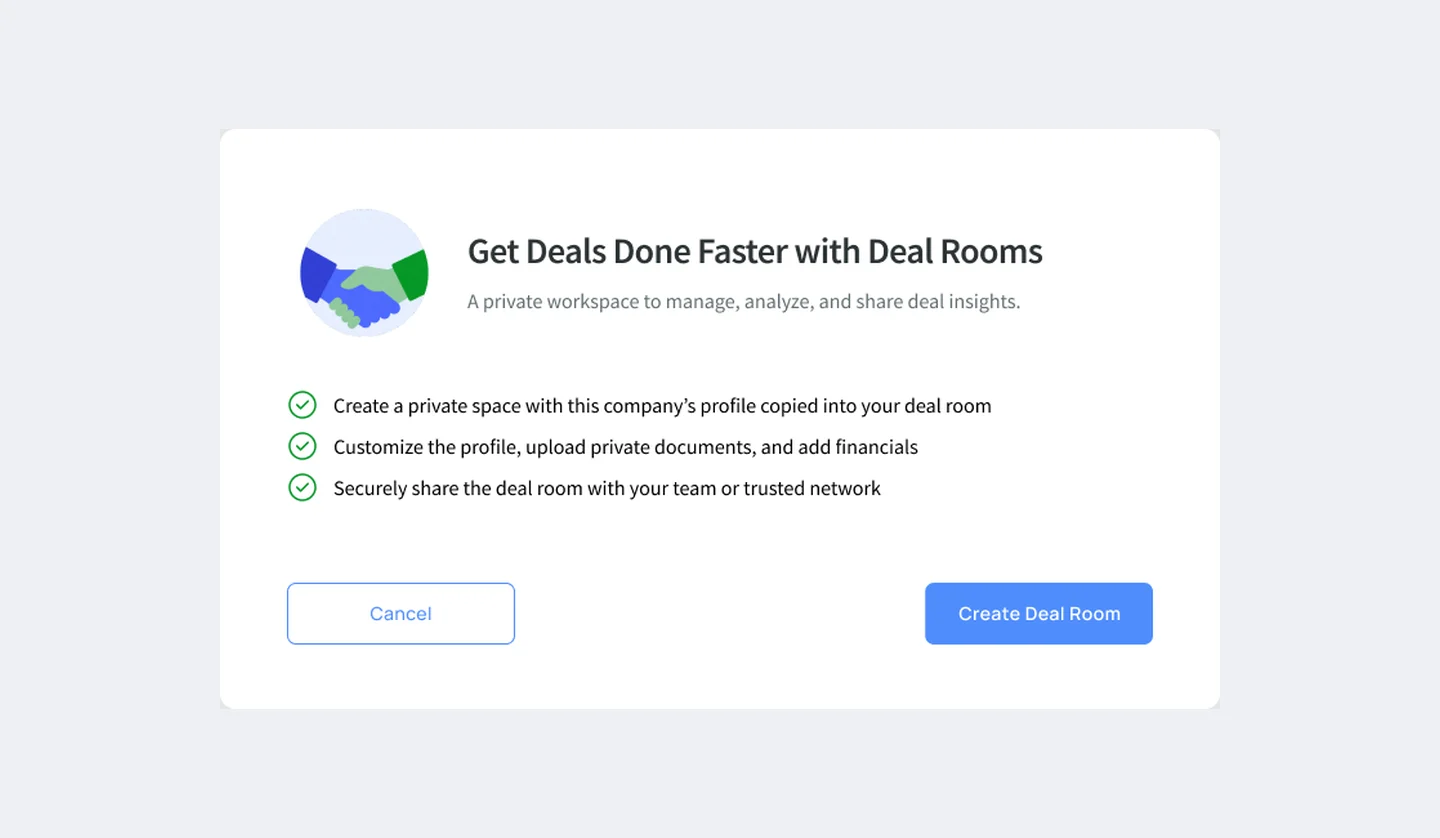 Get Deals Done Faster with Deal Rooms
A private workspace to manage, analyze, and share deal insights.
Create a private space with this company’s profile copied into your deal room
Customize the profile, upload private documents, and add financials
Securely share the deal room with your team or trusted network
Cancel
Create Deal Room